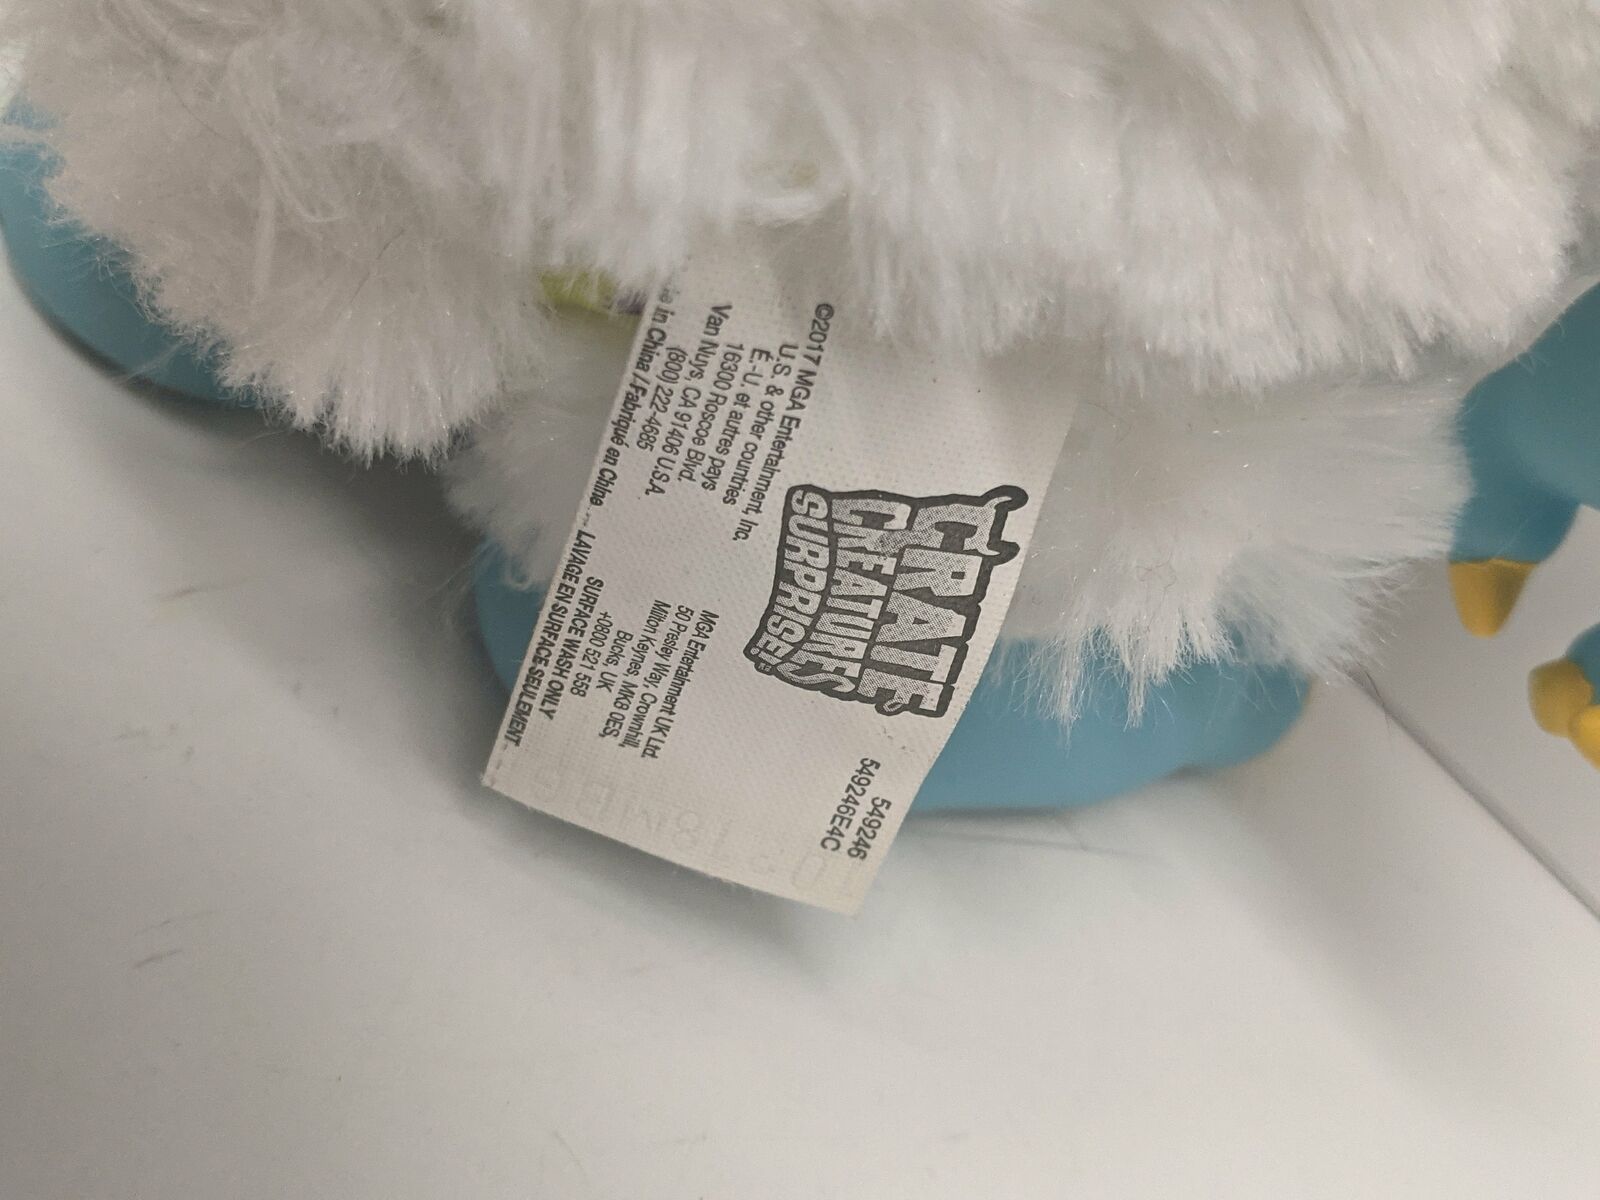 CRATE
CREATURES
SURPRISE!
549246
549246E4C
©2017 MGA Entertainment, Inc.
U.S. & other countries
É.-U. et autres pays
16300 Roscoe Blvd.
Van Nuys, CA 91406 U.S.A.
(800) 222-4685
in China / Fabriqué en Chine
MGA Entertainment UK Ltd.
50 Presley Way, Crownhill,
Milton Keynes, MK8 0ES,
Bucks, UK
+0800 521 558
SURFACE WASH ONLY
LAVAGE EN SURFACE SEULEMENT